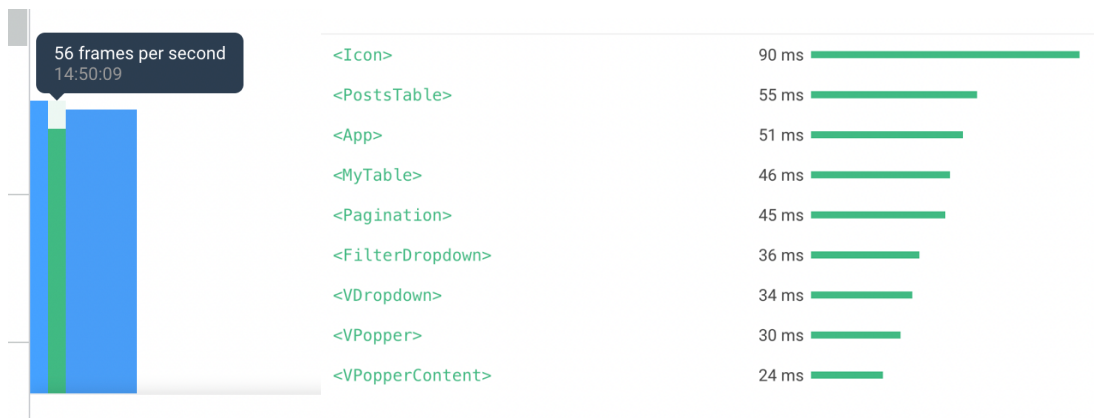 56 frames per second
14:50:09
<Icon> 90 ms
<PostsTable> 55 ms
<App> 51 ms
<MyTable> 46 ms
<Pagination> 45 ms
<FilterDropdown> 36 ms
<VDropdown> 34 ms
<VPopper> 30 ms
<VPopperContent> 24 ms